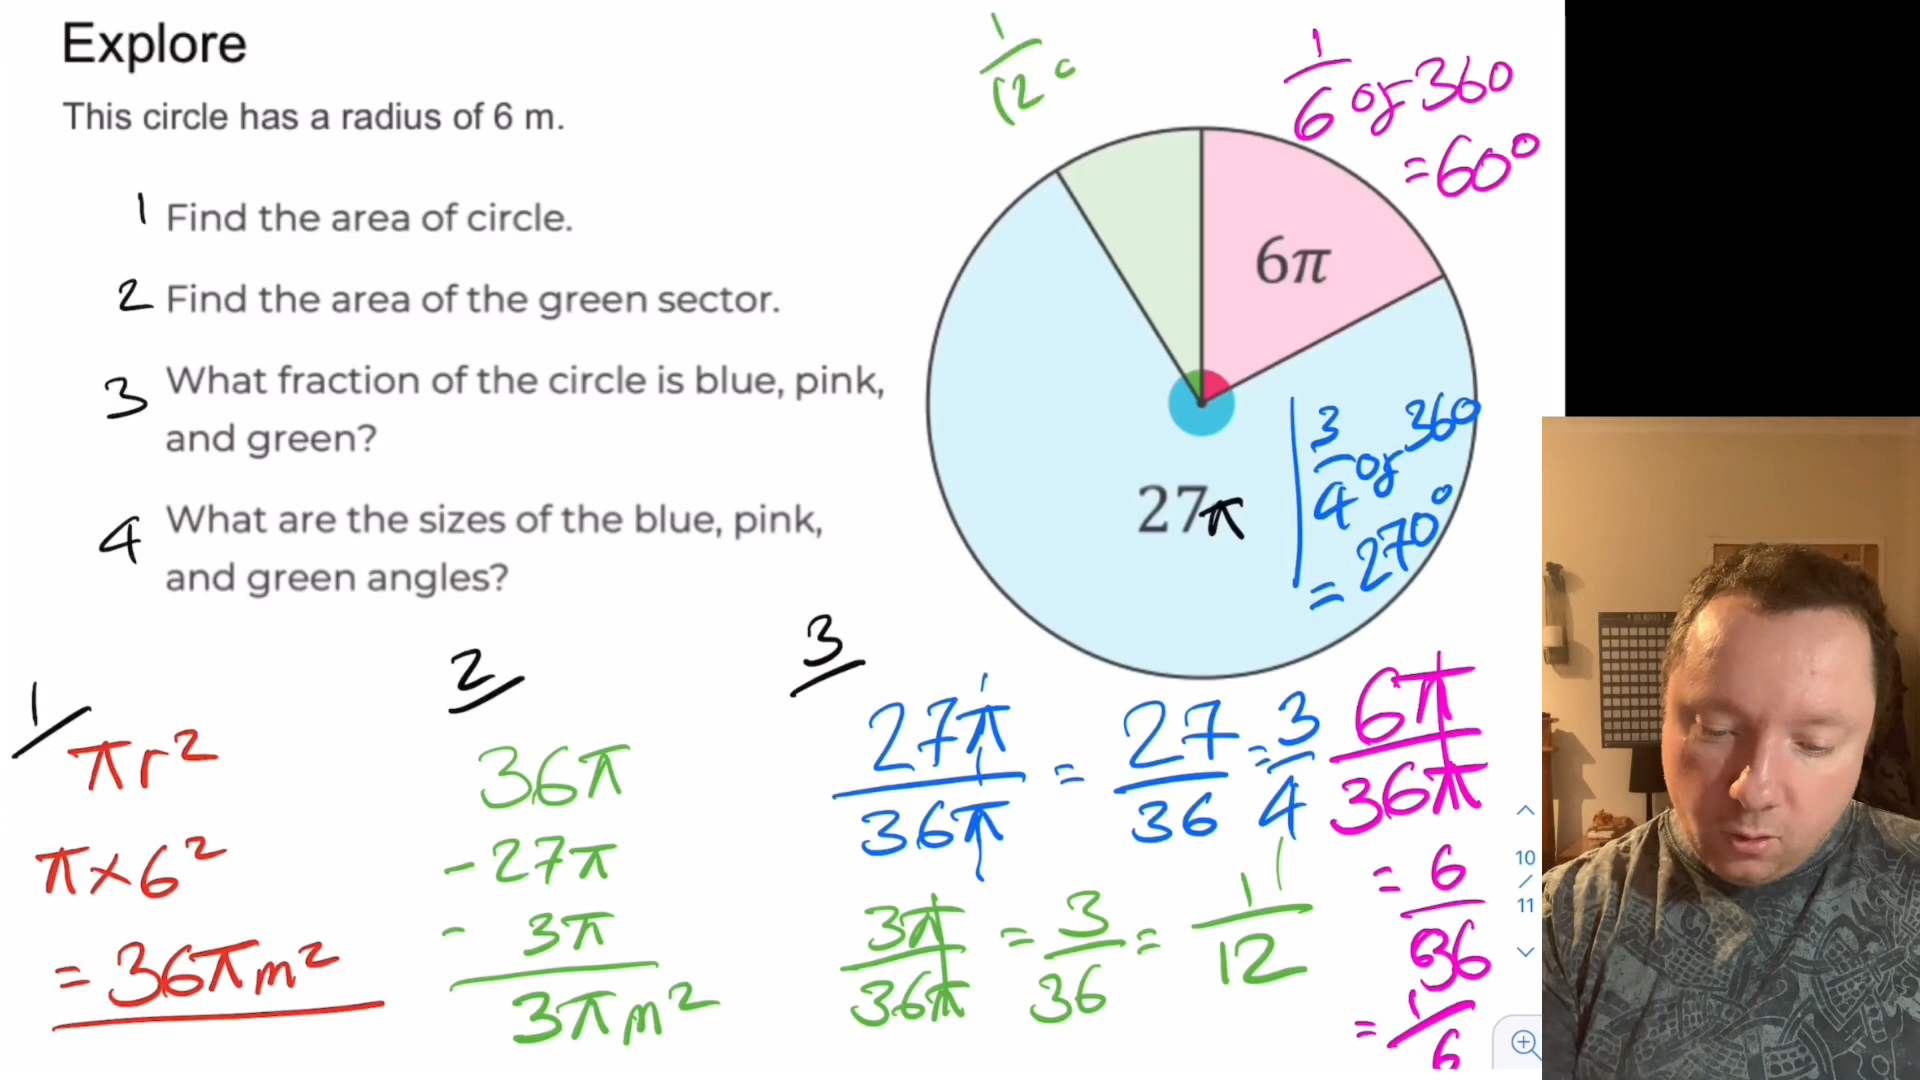 Explore
This circle has a radius of 6 m.
1 Find the area of circle.
2 Find the area of the green sector.
3 What fraction of the circle is blue, pink,
and green?
4 What are the sizes of the blue, pink,
and green angles?
1/12 o
1/6 of 360
= 60°
6π
27π
3/4 of 360
= 270°
1
πr²
π×6²
= 36πm²
2
36π
- 27π
- 3π
3πm²
3
27π/36π = 27/36 = 3/4
3π/36π = 3/36 = 1/12
6π/36π
= 6/36
= 1/6
10
/
11